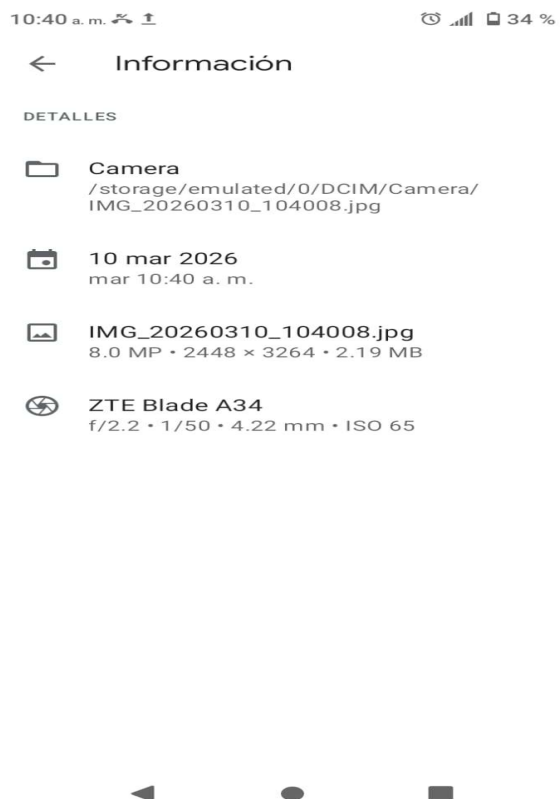 10:40 a. m. 34 %
Información
DETALLES
Camera
/storage/emulated/0/DCIM/Camera/
IMG_20260310_104008.jpg
10 mar 2026
mar 10:40 a. m.
IMG_20260310_104008.jpg
8.0 MP • 2448 × 3264 • 2.19 MB
ZTE Blade A34
f/2.2 • 1/50 • 4.22 mm • ISO 65